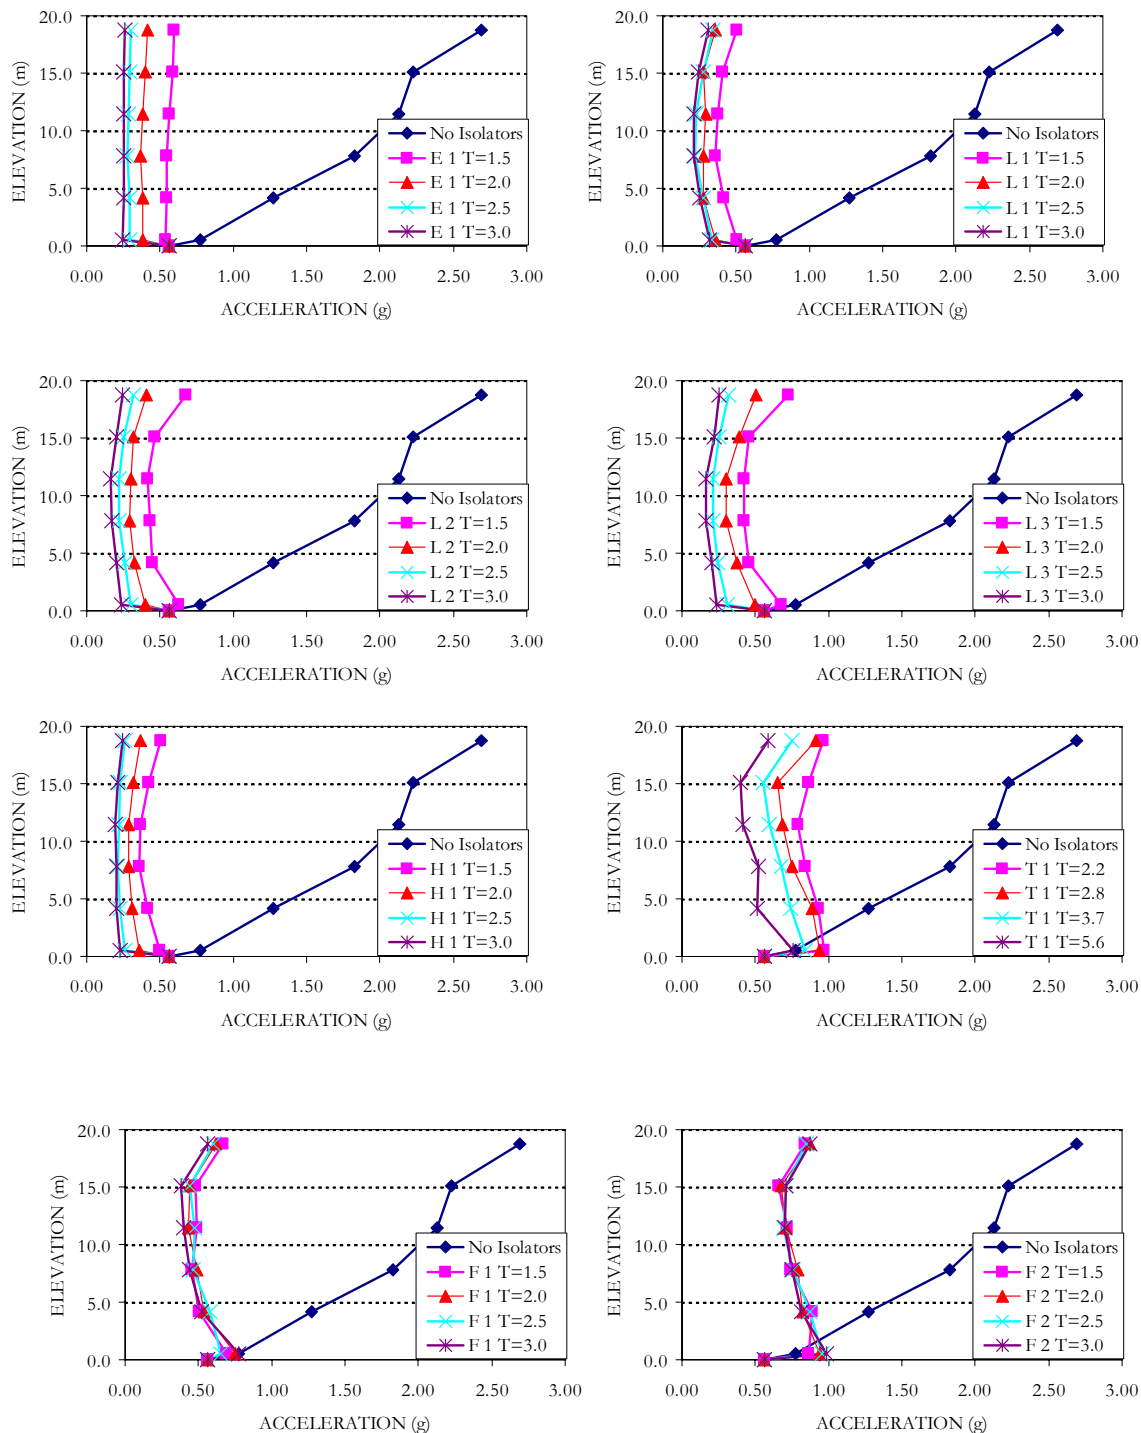 20.0
15.0
10.0
5.0
0.0
ELEVATION (m)
No Isolators
E 1 T=1.5
E 1 T=2.0
E 1 T=2.5
E 1 T=3.0
0.00 0.50 1.00 1.50 2.00 2.50 3.00
ACCELERATION (g)
20.0
15.0
10.0
5.0
0.0
ELEVATION (m)
No Isolators
L 1 T=1.5
L 1 T=2.0
L 1 T=2.5
L 1 T=3.0
0.00 0.50 1.00 1.50 2.00 2.50 3.00
ACCELERATION (g)
20.0
15.0
10.0
5.0
0.0
ELEVATION (m)
No Isolators
L 2 T=1.5
L 2 T=2.0
L 2 T=2.5
L 2 T=3.0
0.00 0.50 1.00 1.50 2.00 2.50 3.00
ACCELERATION (g)
20.0
15.0
10.0
5.0
0.0
ELEVATION (m)
No Isolators
L 3 T=1.5
L 3 T=2.0
L 3 T=2.5
L 3 T=3.0
0.00 0.50 1.00 1.50 2.00 2.50 3.00
ACCELERATION (g)
20.0
15.0
10.0
5.0
0.0
ELEVATION (m)
No Isolators
H 1 T=1.5
H 1 T=2.0
H 1 T=2.5
H 1 T=3.0
0.00 0.50 1.00 1.50 2.00 2.50 3.00
ACCELERATION (g)
20.0
15.0
10.0
5.0
0.0
ELEVATION (m)
No Isolators
T 1 T=2.2
T 1 T=2.8
T 1 T=3.7
T 1 T=5.6
0.00 0.50 1.00 1.50 2.00 2.50 3.00
ACCELERATION (g)
20.0
15.0
10.0
5.0
0.0
ELEVATION (m)
No Isolators
F 1 T=1.5
F 1 T=2.0
F 1 T=2.5
F 1 T=3.0
0.00 0.50 1.00 1.50 2.00 2.50 3.00
ACCELERATION (g)
20.0
15.0
10.0
5.0
0.0
ELEVATION (m)
No Isolators
F 2 T=1.5
F 2 T=2.0
F 2 T=2.5
F 2 T=3.0
0.00 0.50 1.00 1.50 2.00 2.50 3.00
ACCELERATION (g)